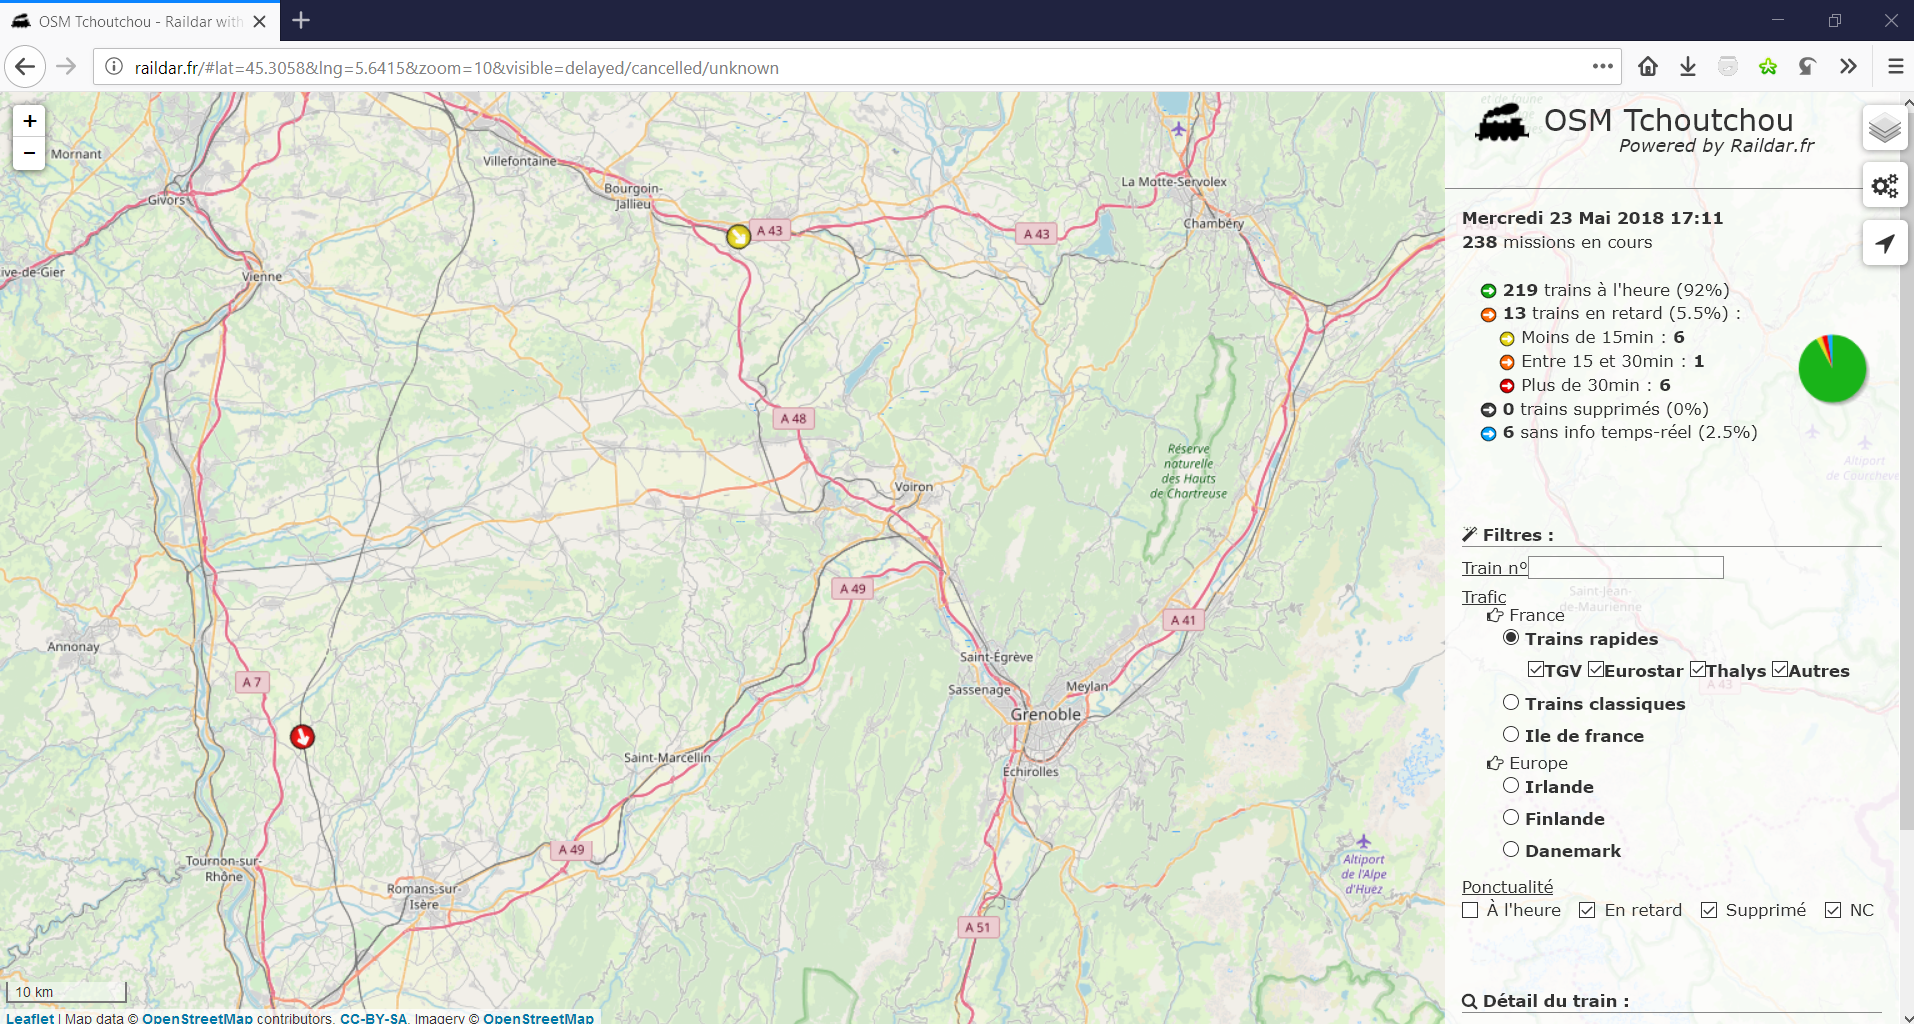 OSM Tchoutchou - Raildar with
raildar.fr/#lat=45.3058&lng=5.6415&zoom=10&visible=delayed/cancelled/unknown
+
−
Mornant
Villefontaine
Bourgoin-
Jallieu
La Motte-Servolex
Chambéry
Givors
A 43
A 43
ive-de-Gier
Vienne
A 48
Réserve
naturelle
des Hauts
de Chartreuse
Voiron
A 49
A 41
Annonay
Saint-Égrève
Sassenage
Meylan
A 7
Grenoble
Saint-Marcellin
Échirolles
A 49
Tournon-sur-
Rhône
Romans-sur-
Isère
Altiport
de l'Alpe
d'Huez
A 51
10 km
Leaflet | Map data © OpenStreetMap contributors, CC-BY-SA, Imagery © OpenStreetMap
OSM Tchoutchou
Powered by Raildar.fr
Mercredi 23 Mai 2018 17:11
238 missions en cours
219 trains à l'heure (92%)
13 trains en retard (5.5%) :
Moins de 15min : 6
Entre 15 et 30min : 1
Plus de 30min : 6
0 trains supprimés (0%)
6 sans info temps-réel (2.5%)
Altiport
de Courcheve
Filtres :
Train nº
Saint-Jean-
de-Maurienne
Trafic
France
Trains rapides
TGV Eurostar Thalys Autres
A 43
Trains classiques
Ile de france
Europe
Irlande
Finlande
Danemark
Ponctualité
À l'heure En retard Supprimé NC
Détail du train :